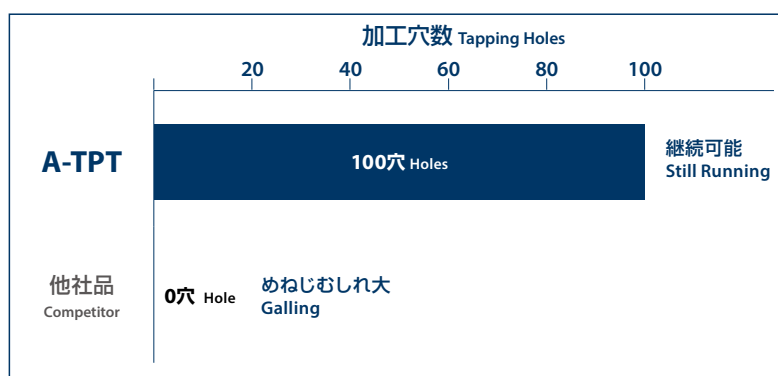 加工穴数 Tapping Holes
20 40 60 80 100
A-TPT
100穴 Holes
継続可能
Still Running
他社品
Competitor
0穴 Hole
めねじむしれ大
Galling